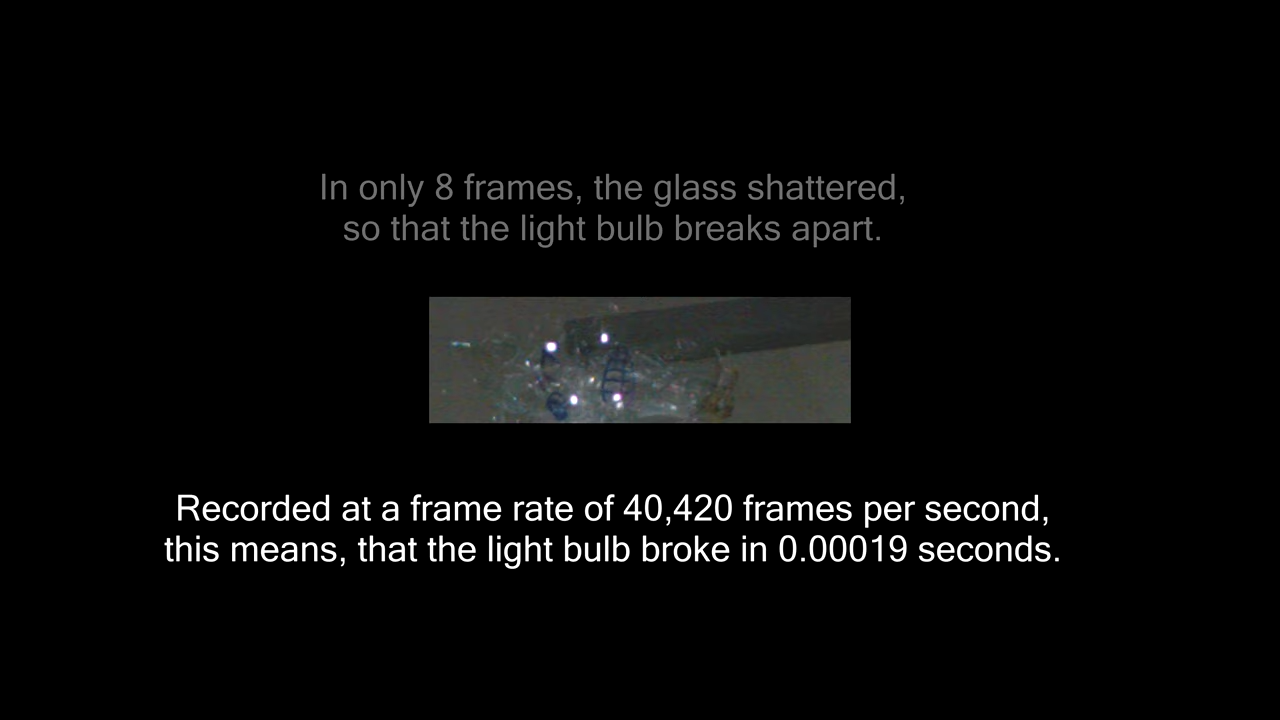 In only 8 frames, the glass shattered,
so that the light bulb breaks apart.
Recorded at a frame rate of 40,420 frames per second,
this means, that the light bulb broke in 0.00019 seconds.